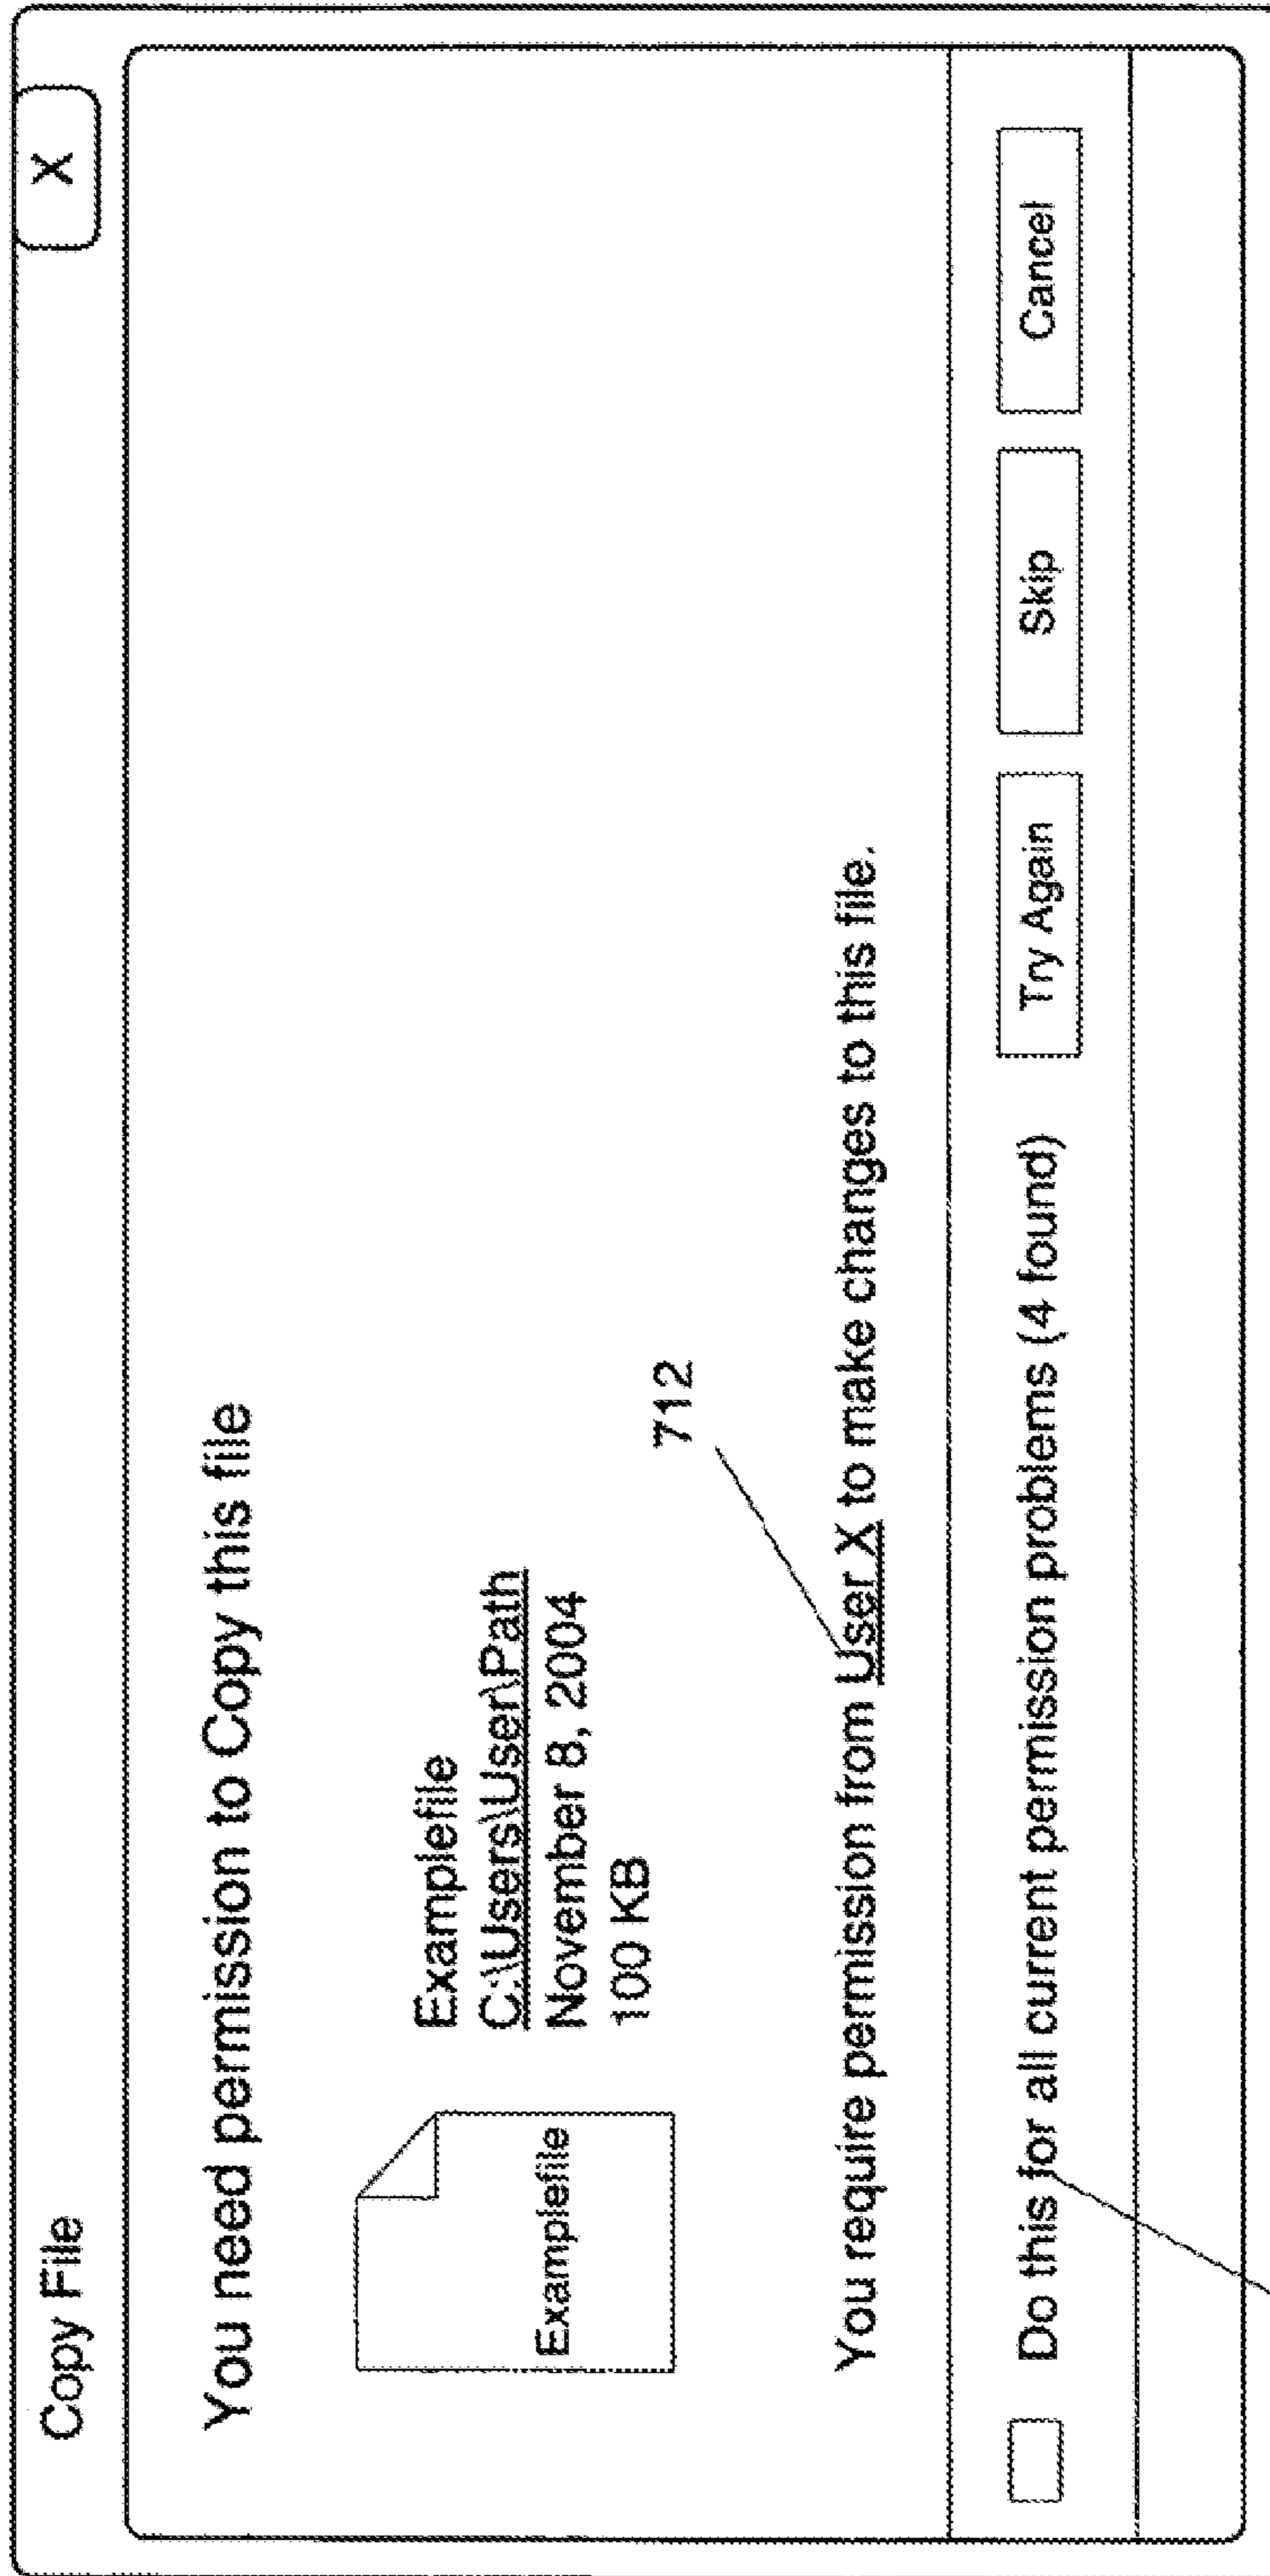 Copy File
X
You need permission to Copy this file
Examplefile
Examplefile
C:\Users\User\Path
November 8, 2004
100 KB
712
You require permission from User X to make changes to this file.
Do this for all current permission problems (4 found)
Try Again
Skip
Cancel